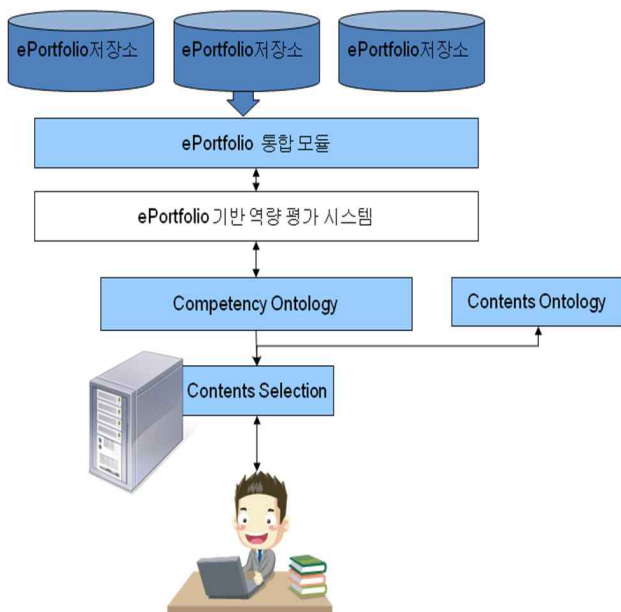 ePortfolio저장소
ePortfolio저장소
ePortfolio저장소
ePortfolio 통합 모듈
ePortfolio 기반 역량 평가 시스템
Competency Ontology
Contents Ontology
Contents Selection